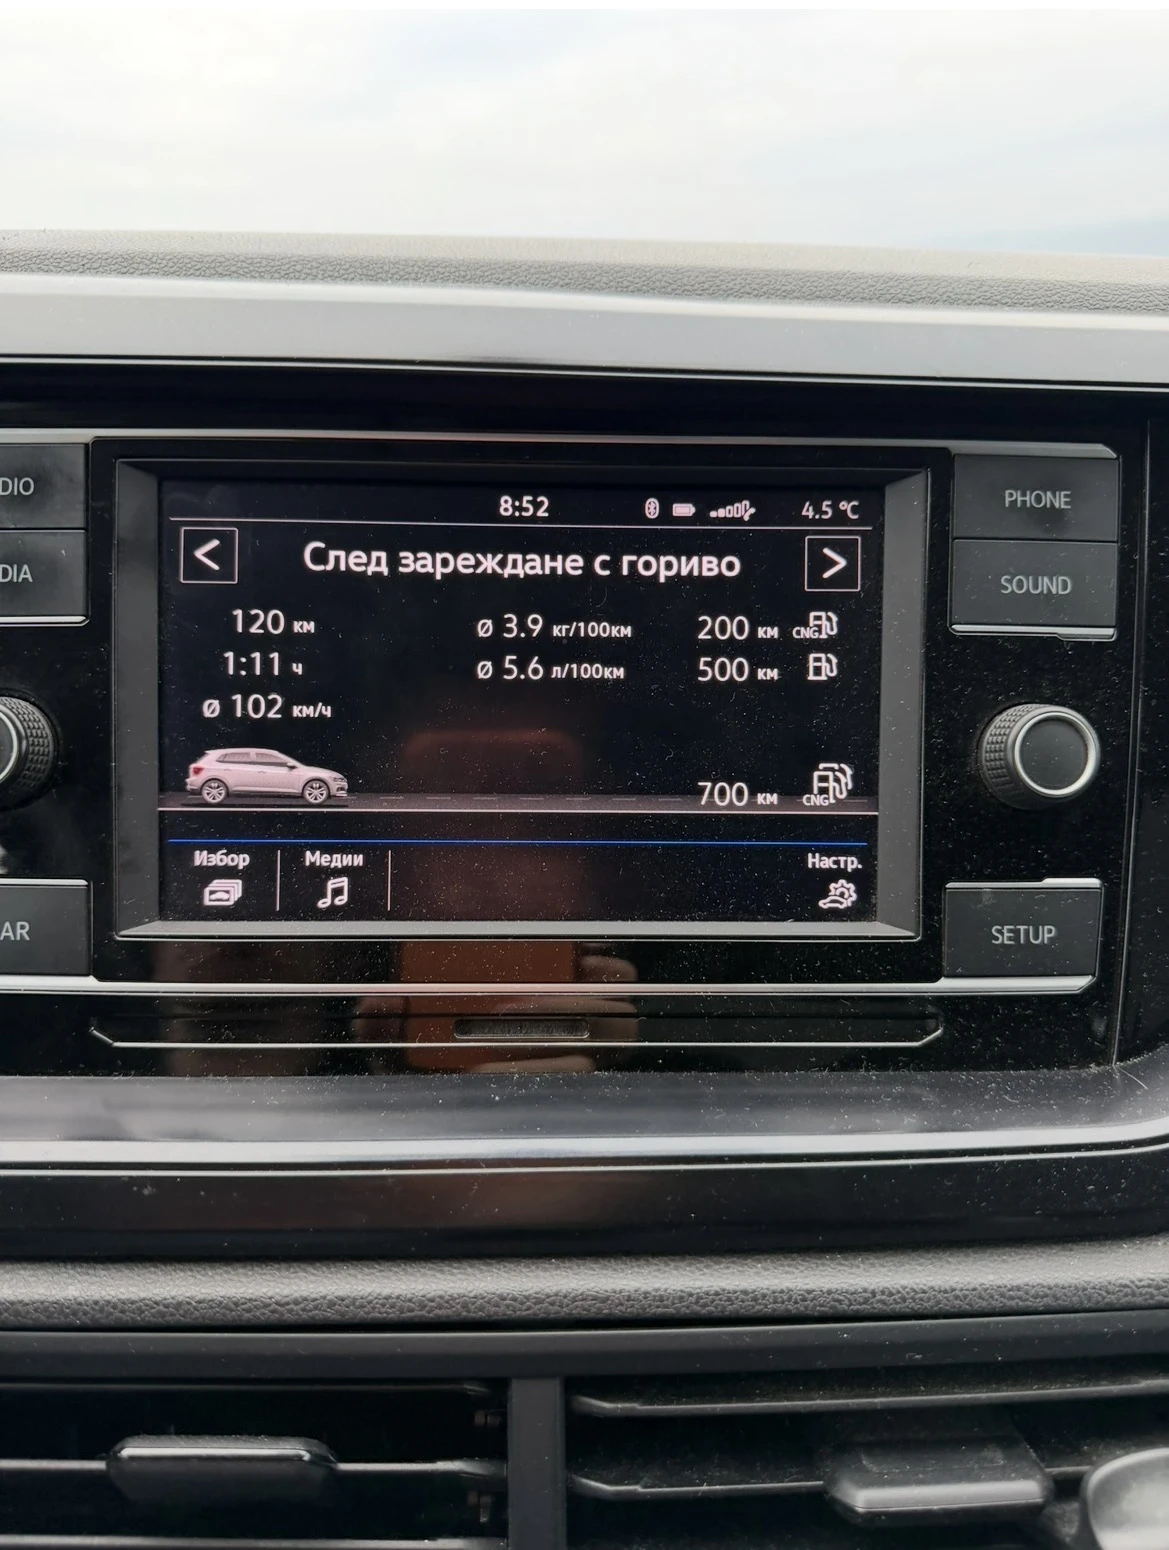 8:52 4.5 °C
DIO
PHONE
< След зареждане с гориво >
DIA
SOUND
120 км ø 3.9 кг/100км 200 км CNG
1:11 ч ø 5.6 л/100км 500 км
ø 102 км/ч
700 км CNG
Избор Медии Настр.
AR
SETUP